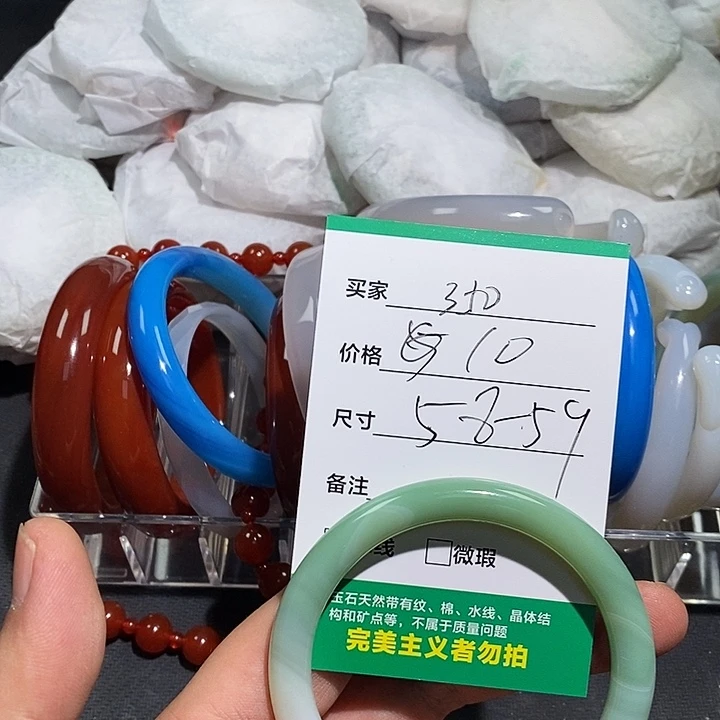 买家
价格 10
尺寸 56-59
备注
线 □微瑕
玉石天然带有纹、棉、水线、晶体结
构和矿点等，不属于质量问题
完美主义者勿拍